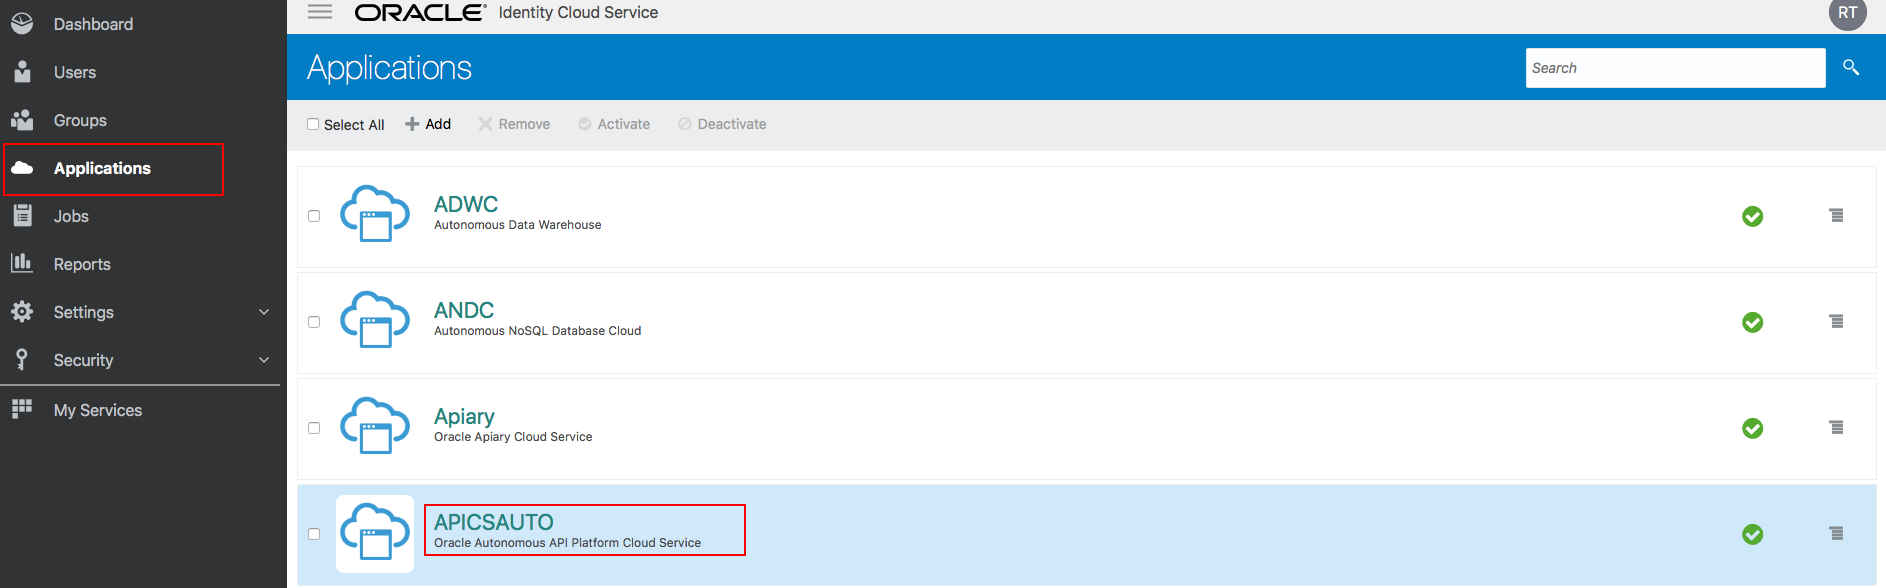 Dashboard
Users
Groups
Applications
Jobs
Reports
Settings
Security
My Services
ORACLE® Identity Cloud Service
RT
Applications
Search
Select All Add Remove Activate Deactivate
ADWC
Autonomous Data Warehouse
ANDC
Autonomous NoSQL Database Cloud
Apiary
Oracle Apiary Cloud Service
APICSAUTO
Oracle Autonomous API Platform Cloud Service